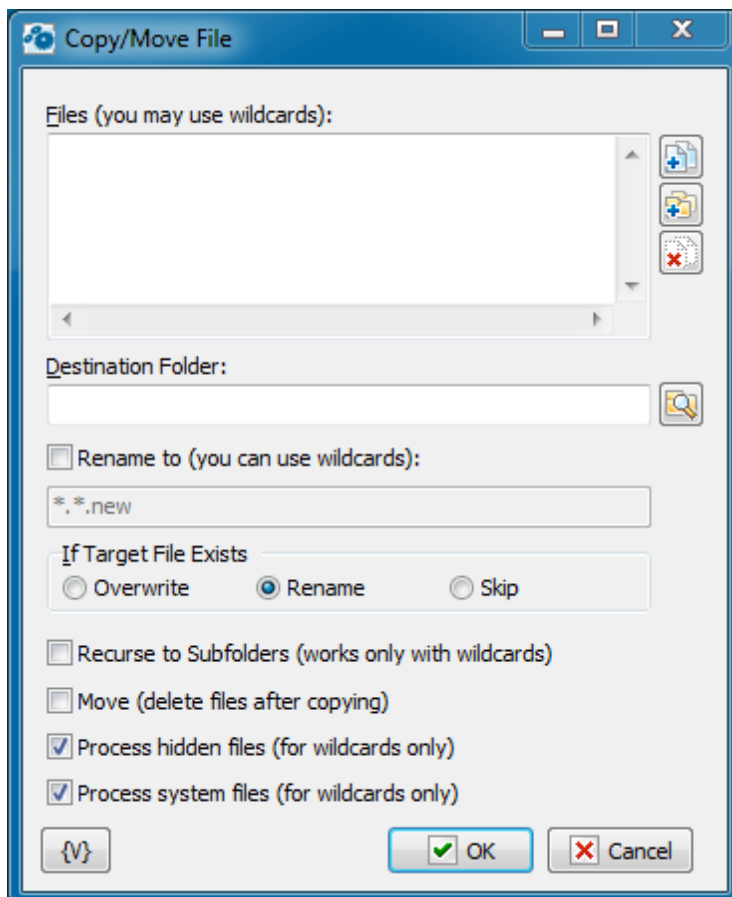 Copy/Move File
Files (you may use wildcards):
Destination Folder:
Rename to (you can use wildcards):
*.*.new
If Target File Exists
Overwrite Rename Skip
Recurse to Subfolders (works only with wildcards)
Move (delete files after copying)
Process hidden files (for wildcards only)
Process system files (for wildcards only)
{V} OK Cancel